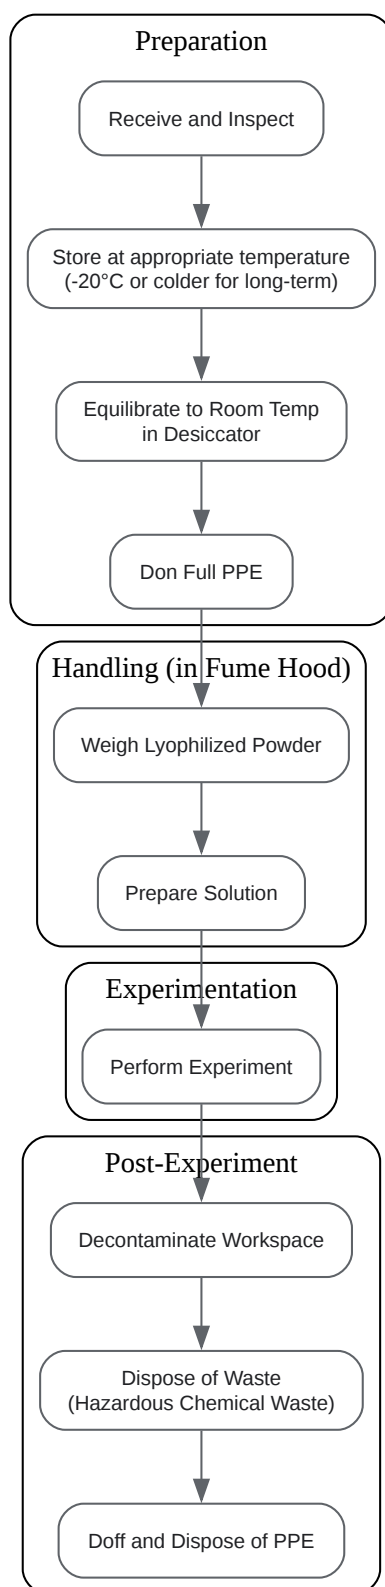 Preparation
Receive and Inspect
Store at appropriate temperature
(-20°C or colder for long-term)
Equilibrate to Room Temp
in Desiccator
Don Full PPE
Handling (in Fume Hood)
Weigh Lyophilized Powder
Prepare Solution
Experimentation
Perform Experiment
Post-Experiment
Decontaminate Workspace
Dispose of Waste
(Hazardous Chemical Waste)
Doff and Dispose of PPE